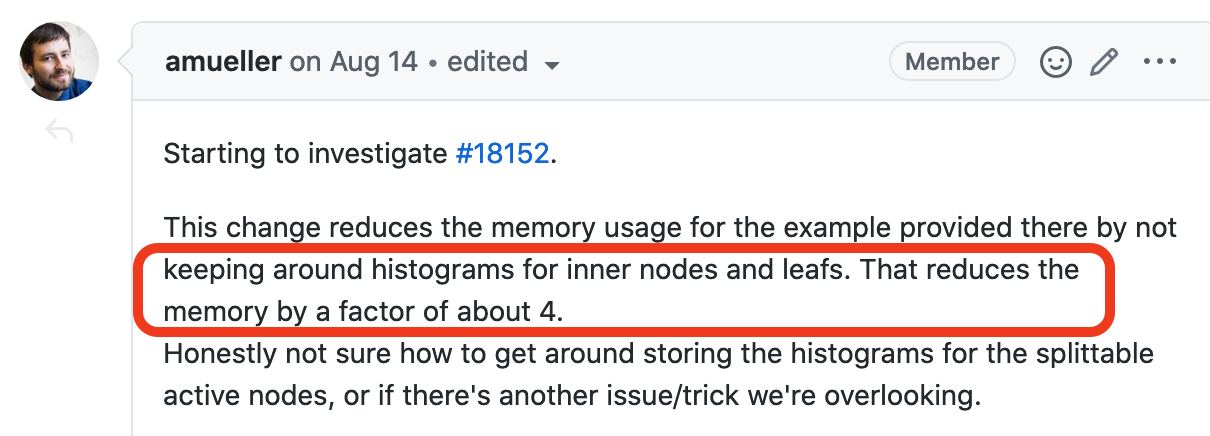 amueller on Aug 14 • edited
Member
Starting to investigate #18152.
This change reduces the memory usage for the example provided there by not
keeping around histograms for inner nodes and leafs. That reduces the
memory by a factor of about 4.
Honestly not sure how to get around storing the histograms for the splittable
active nodes, or if there's another issue/trick we're overlooking.